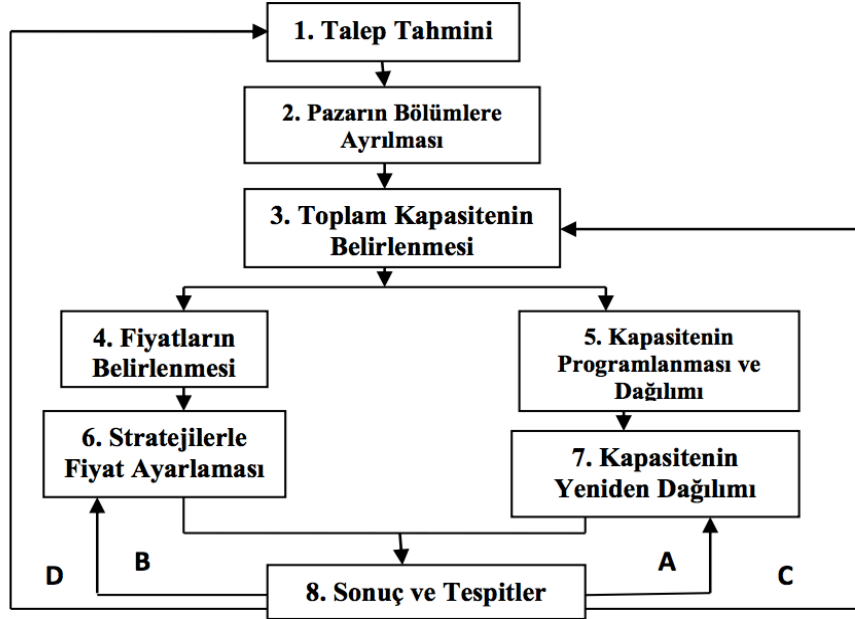 1. Talep Tahmini
2. Pazarın Bölümlere
Ayrılması
3. Toplam Kapasitenin
Belirlenmesi
4. Fiyatların
Belirlenmesi
5. Kapasitenin
Programlanması ve
Dağılımı
6. Stratejilerle
Fiyat Ayarlaması
7. Kapasitenin
Yeniden Dağılımı
D
B
A
C
8. Sonuç ve Tespitler